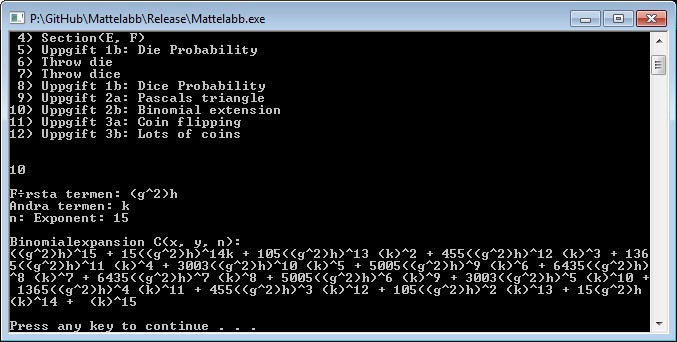 P:\GitHub\Mattelabb\Release\Mattelabb.exe
4) Section(E, F)
5) Uppgift 1b: Die Probability
6) Throw die
7) Throw dice
8) Uppgift 1b: Dice Probability
9) Uppgift 2a: Pascals triangle
10) Uppgift 2b: Binomial extension
11) Uppgift 3a: Coin flipping
12) Uppgift 3b: Lots of coins
10
F÷rsta termen: (g^2)h
Andra termen: k
n: Exponent: 15
Binomialexpansion C(x, y, n):
((g^2)h)^15 + 15((g^2)h)^14k + 105((g^2)h)^13 (k)^2 + 455((g^2)h)^12 (k)^3 + 136
5((g^2)h)^11 (k)^4 + 3003((g^2)h)^10 (k)^5 + 5005((g^2)h)^9 (k)^6 + 6435((g^2)h)
^8 (k)^7 + 6435((g^2)h)^7 (k)^8 + 5005((g^2)h)^6 (k)^9 + 3003((g^2)h)^5 (k)^10 +
1365((g^2)h)^4 (k)^11 + 455((g^2)h)^3 (k)^12 + 105((g^2)h)^2 (k)^13 + 15(g^2)h
(k)^14 +  (k)^15
Press any key to continue . . .